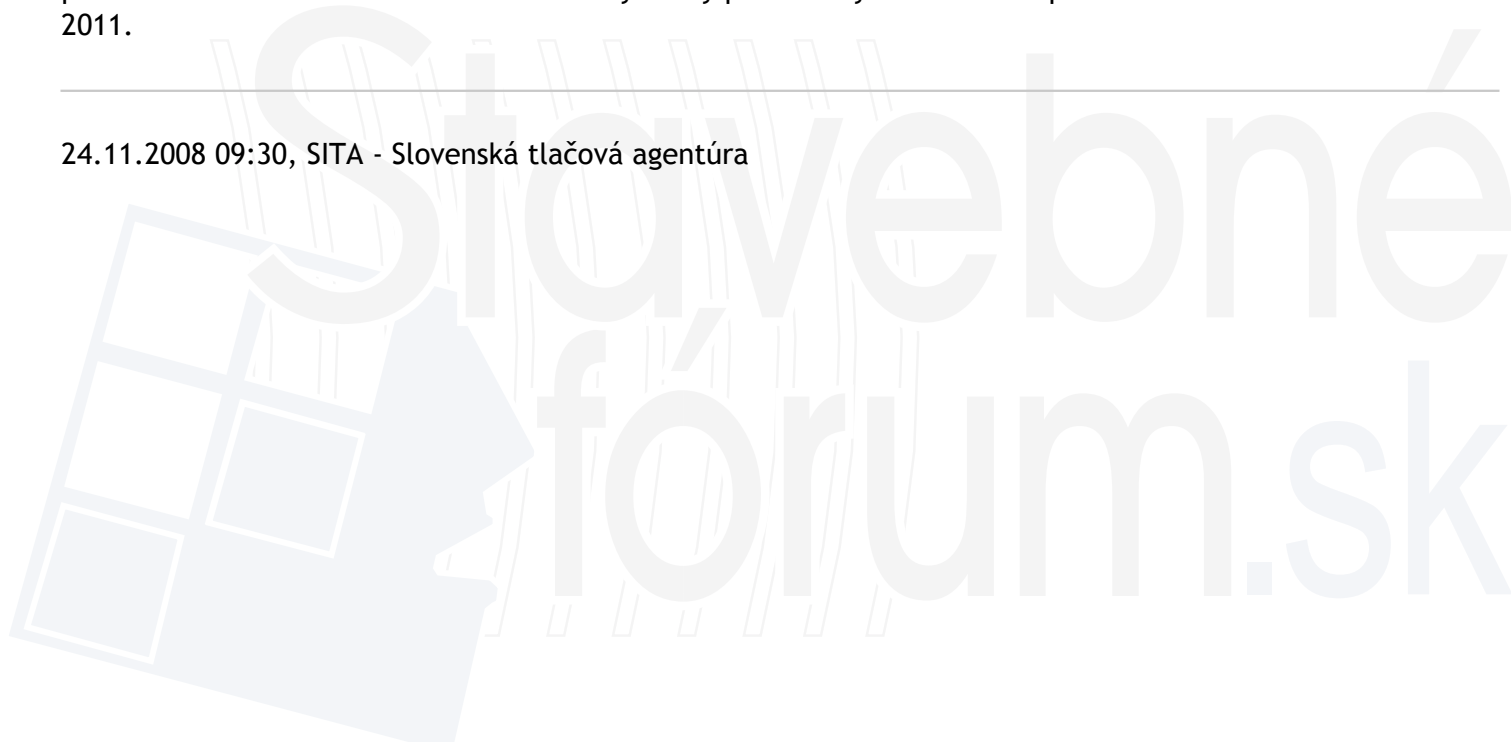 2011.
24.11.2008 09:30, SITA - Slovenská tlačová agentúra
Stavebné
fórum.sk